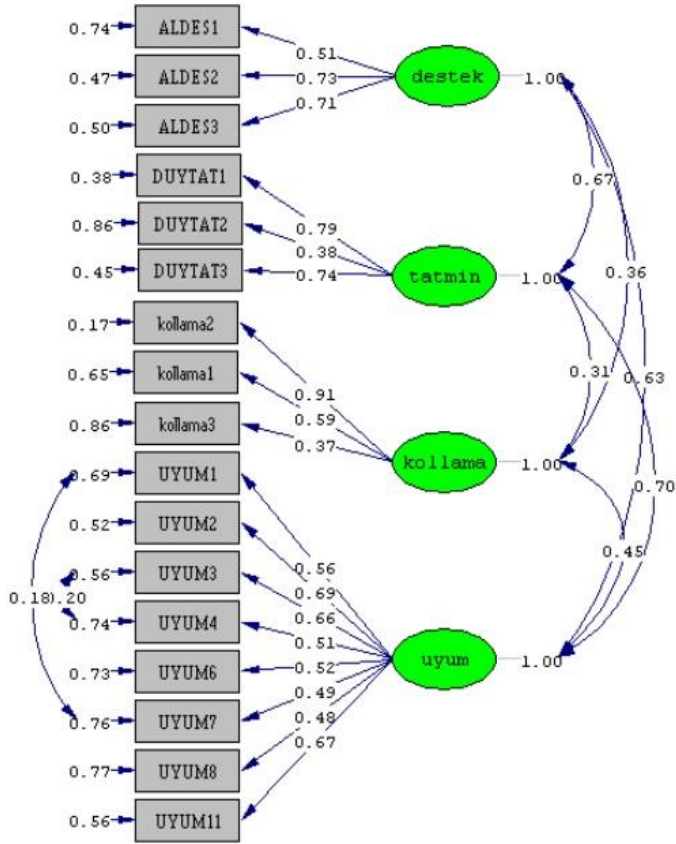 0.74 ALDES1
0.51
0.47 ALDES2 0.73 destek 1.00
0.71
0.50 ALDES3
0.38 DUYTAT1 0.67
0.79
0.86 DUYTAT2 0.38
0.45 DUYTAT3 0.74 tatmin 1.00 0.36
0.17 kollama2
0.65 kollama1 0.91 0.31 0.63
0.59
0.86 kollama3 0.37 kollama 1.00
0.69 UYUM1 0.70
0.52 UYUM2
0.56 UYUM3 0.56 0.45
0.69
0.18 .20 0.66
0.74 UYUM4 0.51 uyum 1.00
0.73 UYUM6 0.52
0.49
0.76 UYUM7 0.48
0.67
0.77 UYUM8
0.56 UYUM11